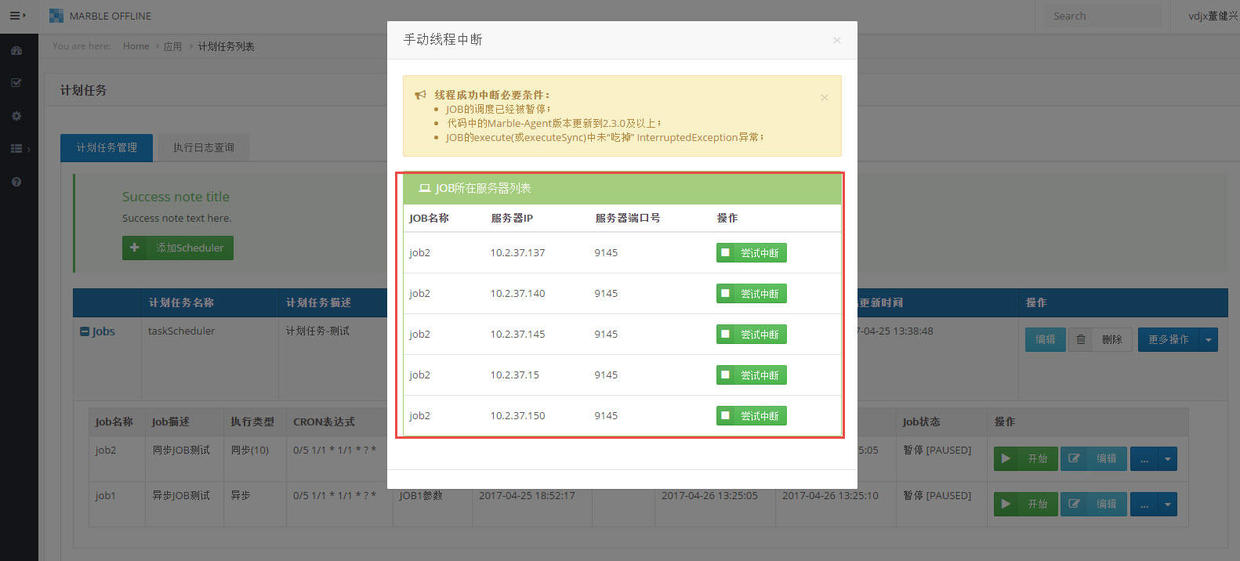 MARBLE OFFLINE
Search
vdjx董健兴
You are here: Home 应用 计划任务列表
计划任务
计划任务管理 执行日志查询
Success note title
Success note text here.
添加Scheduler
计划任务名称 计划任务描述 更新时间 操作
Jobs taskScheduler 计划任务-测试 7-04-25 13:38:48 编辑 删除 更多操作
Job名称 Job描述 执行类型 CRON表达式 Job状态 操作
job2 同步JOB测试 同步(10) 0/5 1/1 * 1/1 * ? * 5:05 暂停 [PAUSED] 开始 编辑 ...
job1 异步JOB测试 异步 0/5 1/1 * 1/1 * ? * JOB1参数 2017-04-25 18:52:17 2017-04-26 13:25:05 2017-04-26 13:25:10 暂停 [PAUSED] 开始 编辑 ...
手动线程中断 ×
线程成功中断必要条件： ×
JOB的调度已经被暂停；
代码中的Marble-Agent版本更新到2.3.0及以上；
JOB的execute(或executeSync)中未“吃掉” InterruptedException异常；
JOB所在服务器列表
JOB名称 服务器IP 服务器端口号 操作
job2 10.2.37.137 9145 尝试中断
job2 10.2.37.140 9145 尝试中断
job2 10.2.37.145 9145 尝试中断
job2 10.2.37.15 9145 尝试中断
job2 10.2.37.150 9145 尝试中断